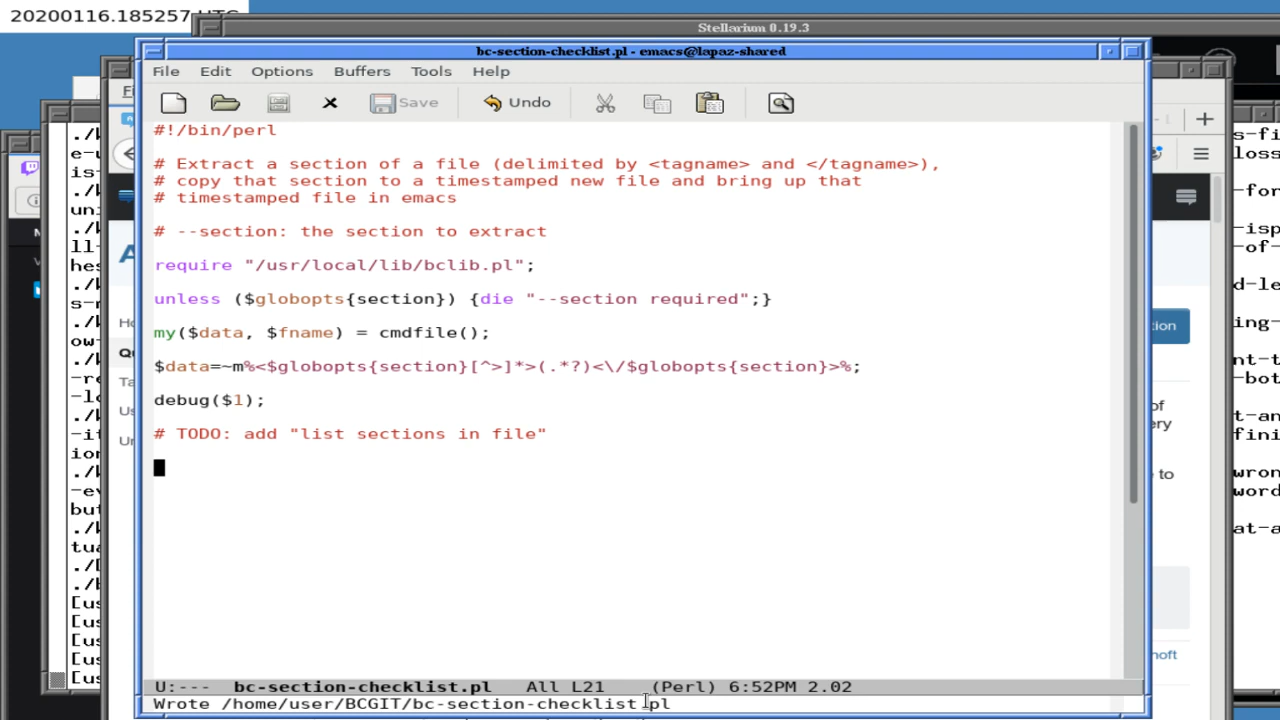 20200116.185257 UTC
Stellarium 0.19.3
bc-section-checklist.pl - emacs@lapaz-shared
File Edit Options Buffers Tools Help
Save Undo
#!/bin/perl
# Extract a section of a file (delimited by <tagname> and </tagname>),
# copy that section to a timestamped new file and bring up that
# timestamped file in emacs
# --section: the section to extract
require "/usr/local/lib/bclib.pl";
unless ($globopts{section}) {die "--section required";}
my($data, $fname) = cmdfile();
$data=~m%<$globopts{section}[^>]*>(.*?)<\/$globopts{section}>%;
debug($1);
# TODO: add "list sections in file"
U:--- bc-section-checklist.pl All L21 (Perl) 6:52PM 2.02
Wrote /home/user/BCGIT/bc-section-checklist.pl